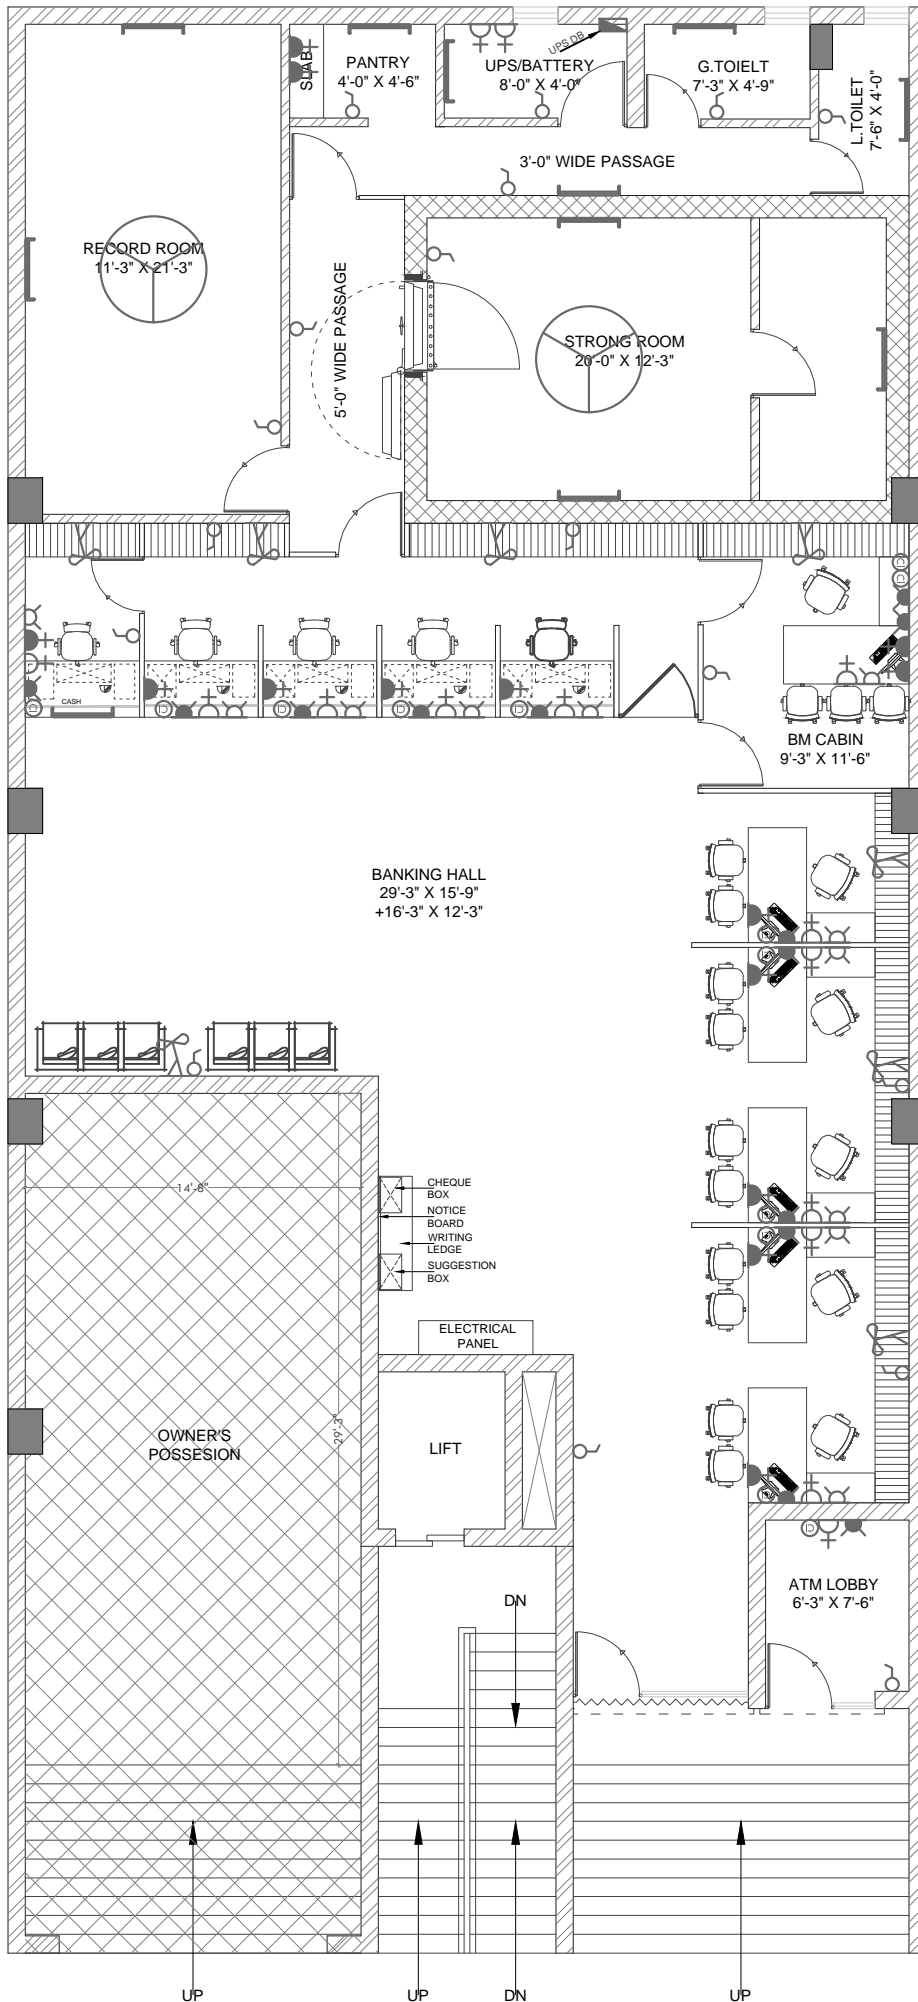 SLAB
PANTRY
4'-0" X 4'-6"
UPS/BATTERY
8'-0" X 4'-0"
UPS DB
G.TOIELT
7'-3" X 4'-9"
L.TOILET
7'-6" X 4'-0"
3'-0" WIDE PASSAGE
RECORD ROOM
11'-3" X 21'-3"
5'-0" WIDE PASSAGE
STRONG ROOM
20'-0" X 12'-3"
CASH
BM CABIN
9'-3" X 11'-6"
BANKING HALL
29'-3" X 15'-9"
+16'-3" X 12'-3"
14'-8"
CHEQUE
BOX
NOTICE
BOARD
WRITING
LEDGE
SUGGESTION
BOX
ELECTRICAL
PANEL
29'-3"
OWNER'S
POSSESION
LIFT
ATM LOBBY
6'-3" X 7'-6"
DN
UP
UP
DN
UP